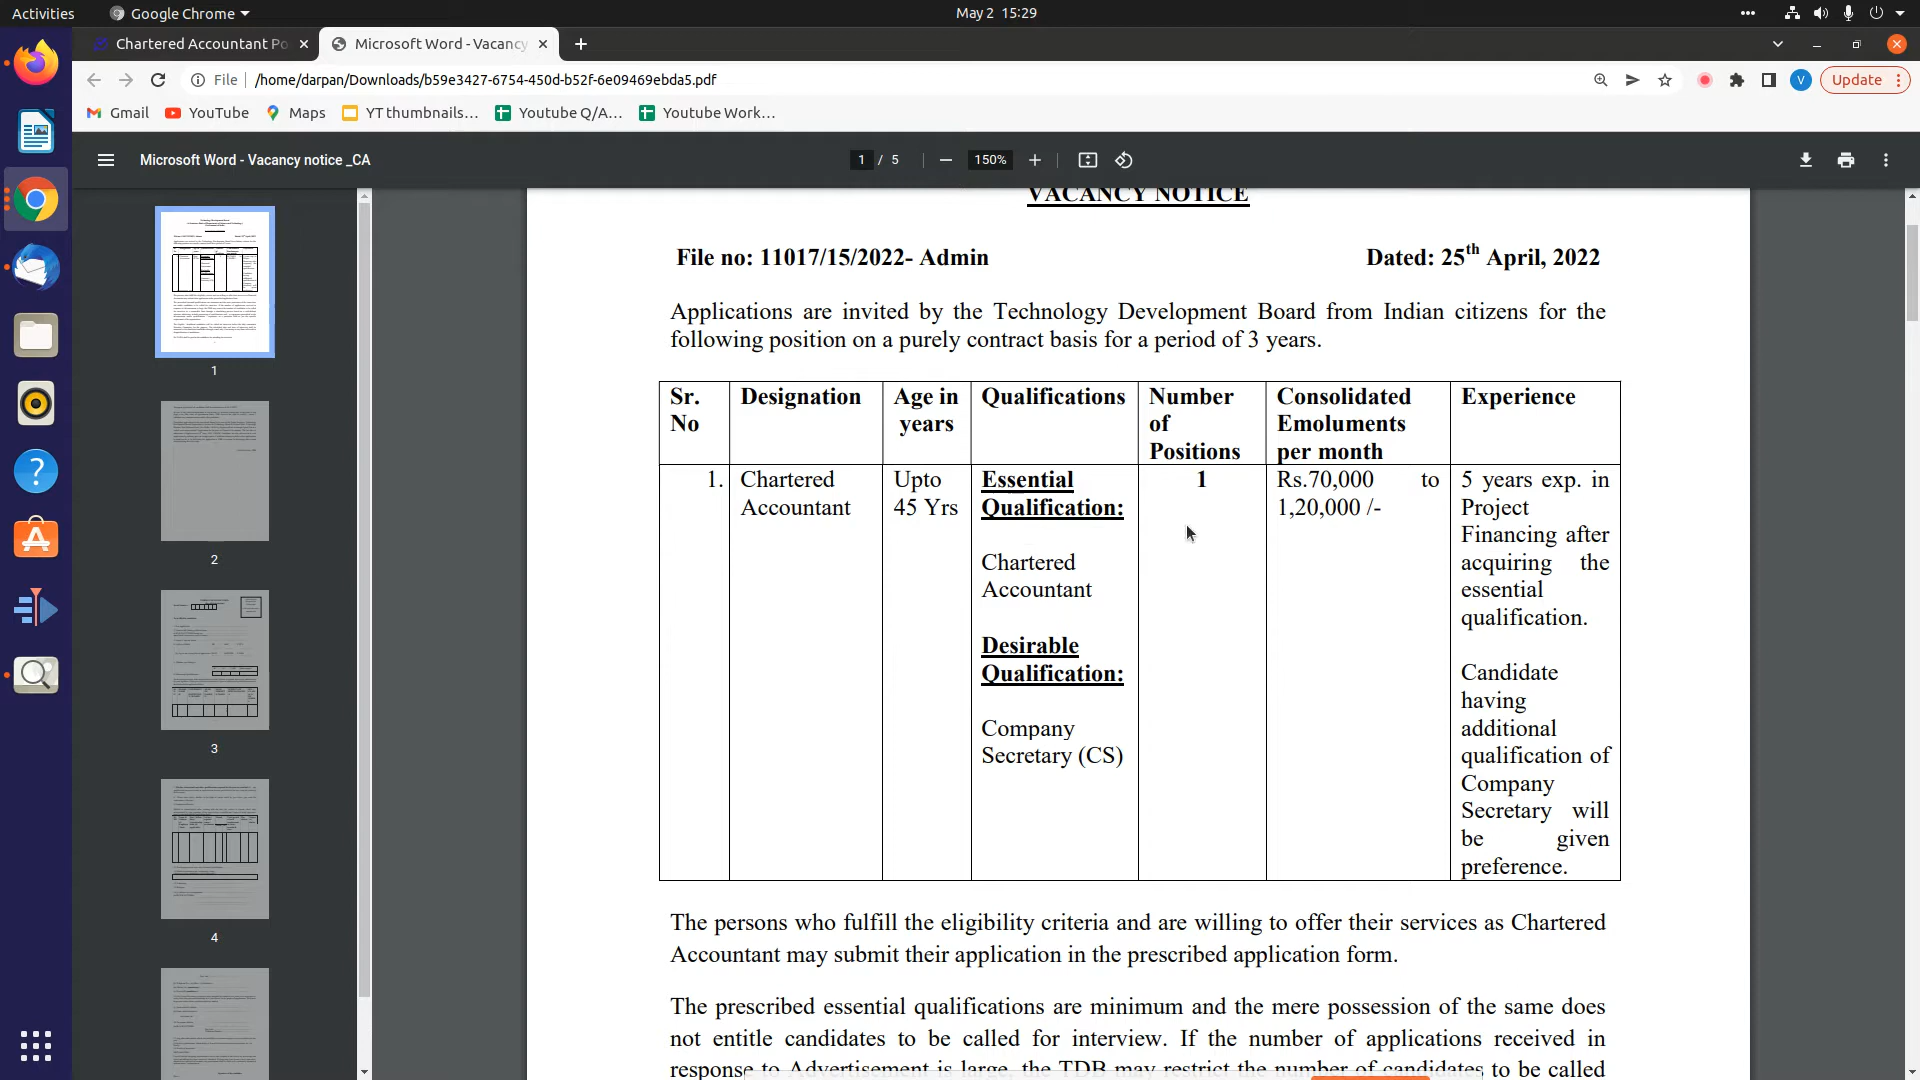 Activities
Google Chrome
May 2 15:29
Chartered Accountant Po
Microsoft Word - Vacancy
File
/home/darpan/Downloads/b59e3427-6754-450d-b52f-6e09469ebda5.pdf
V
Update
Gmail
YouTube
Maps
YT thumbnails...
Youtube Q/A...
Youtube Work...
Microsoft Word - Vacancy notice _CA
1 / 5
150%
1
2
3
4
VACANCY NOTICE
File no: 11017/15/2022- Admin
Dated: 25th April, 2022
Applications are invited by the Technology Development Board from Indian citizens for the
following position on a purely contract basis for a period of 3 years.
Sr. No
Designation
Age in years
Qualifications
Number of Positions
Consolidated Emoluments per month
Experience
1.
Chartered
Accountant
Upto
45 Yrs
Essential
Qualification:
Chartered
Accountant
Desirable
Qualification:
Company
Secretary (CS)
1
Rs.70,000 to
1,20,000 /-
5 years exp. in
Project
Financing after
acquiring the
essential
qualification.
Candidate
having
additional
qualification of
Company
Secretary will
be given
preference.
The persons who fulfill the eligibility criteria and are willing to offer their services as Chartered
Accountant may submit their application in the prescribed application form.
The prescribed essential qualifications are minimum and the mere possession of the same does
not entitle candidates to be called for interview. If the number of applications received in
response to Advertisement is large, the TDB may restrict the number of candidates to be called